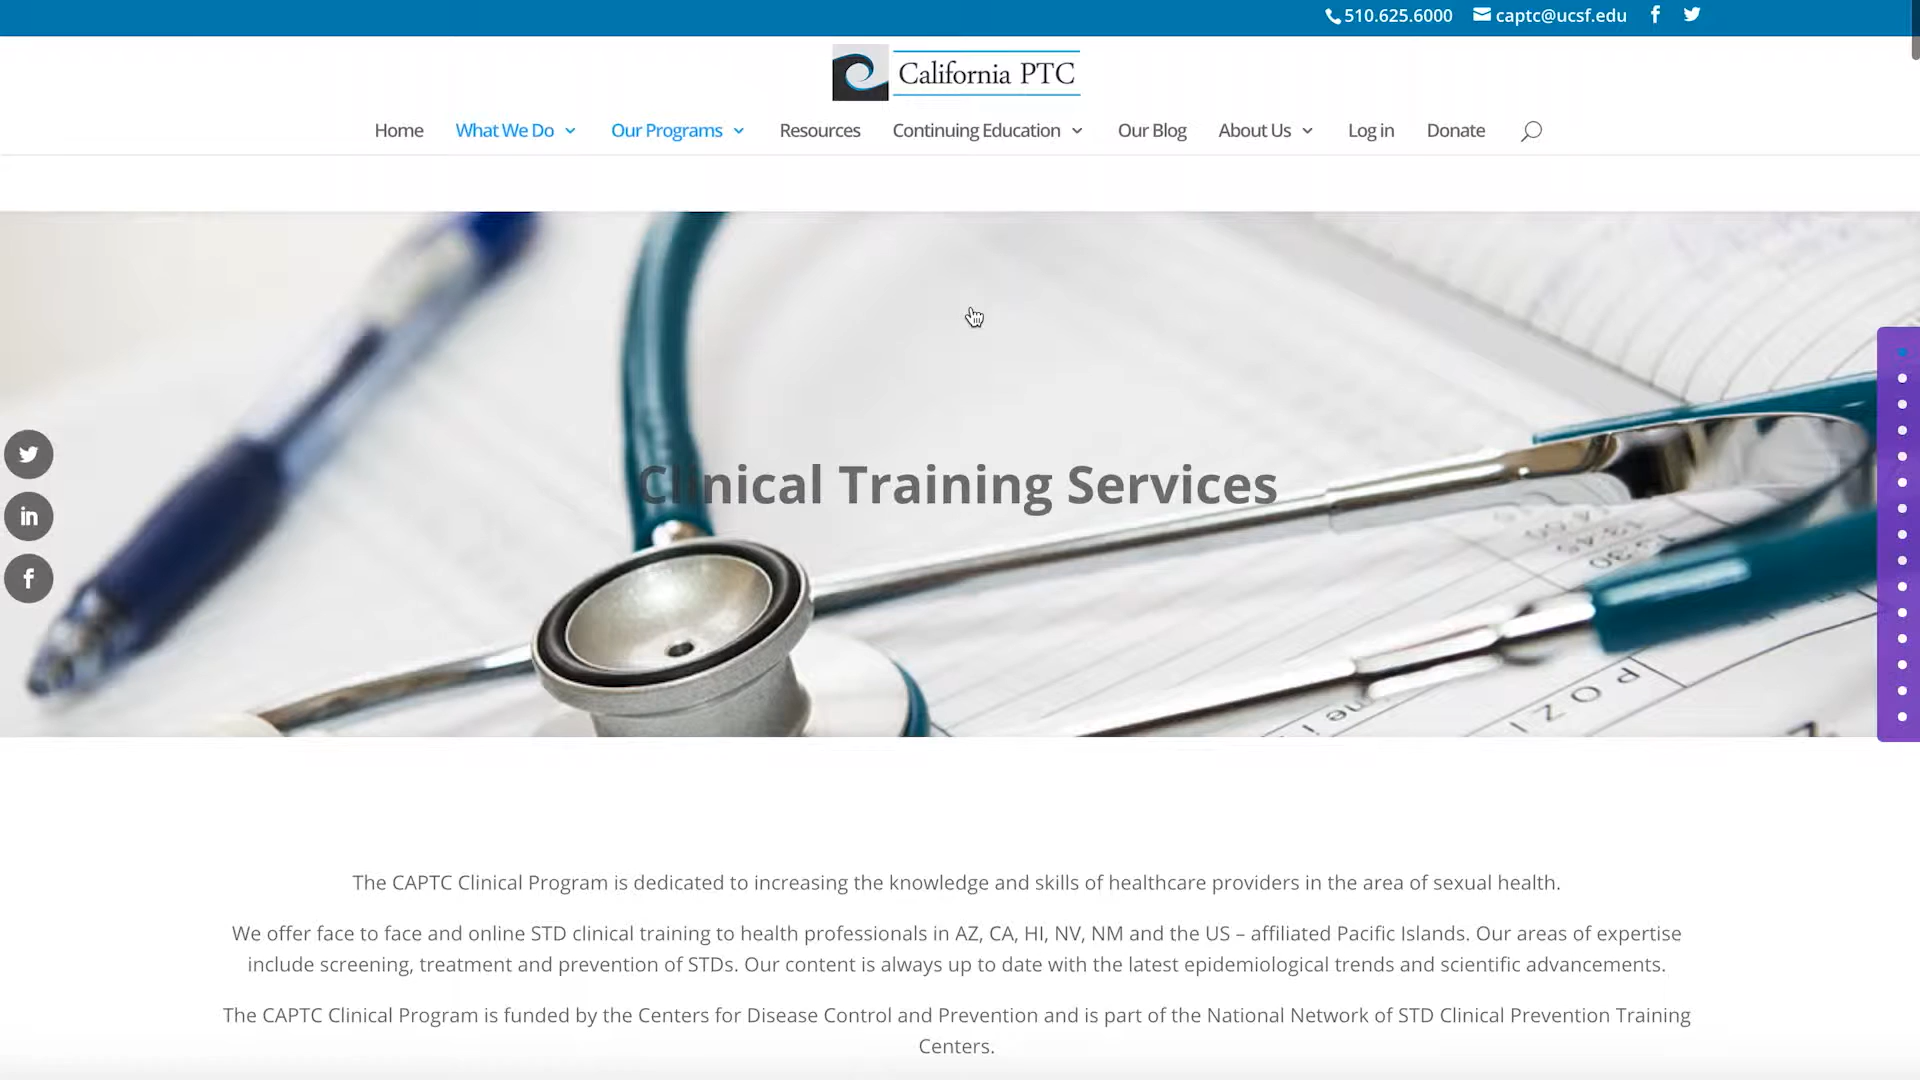 510.625.6000 captc@ucsf.edu
California PTC
Home What We Do Our Programs Resources Continuing Education Our Blog About Us Log in Donate
Clinical Training Services
The CAPTC Clinical Program is dedicated to increasing the knowledge and skills of healthcare providers in the area of sexual health.
We offer face to face and online STD clinical training to health professionals in AZ, CA, HI, NV, NM and the US – affiliated Pacific Islands. Our areas of expertise
include screening, treatment and prevention of STDs. Our content is always up to date with the latest epidemiological trends and scientific advancements.
The CAPTC Clinical Program is funded by the Centers for Disease Control and Prevention and is part of the National Network of STD Clinical Prevention Training
Centers.